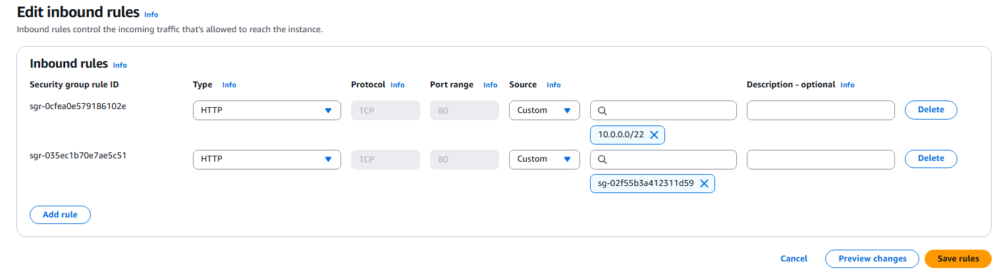 Edit inbound rules Info
Inbound rules control the incoming traffic that's allowed to reach the instance.
Inbound rules Info
Security group rule ID Type Info Protocol Info Port range Info Source Info Description - optional Info
sgr-0cfea0e579186102e HTTP TCP 80 Custom Delete
10.0.0.0/22
sgr-035ec1b70e7ae5c51 HTTP TCP 80 Custom Delete
sg-02f55b3a412311d59
Add rule
Cancel Preview changes Save rules